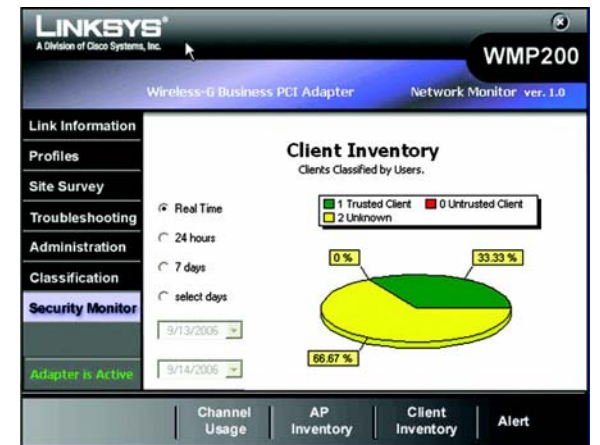 LINKSYS®
A Division of Cisco Systems, Inc.
WMP200
Wireless-G Business PCI Adapter
Network Monitor ver. 1.0
Link Information
Profiles
Site Survey
Troubleshooting
Administration
Classification
Security Monitor
Adapter is Active
Client Inventory
Clients Classified by Users.
Real Time
24 hours
7 days
select days
9/13/2006
9/14/2006
1 Trusted Client
0 Untrusted Client
2 Unknown
0 %
33.33 %
66.67 %
Channel Usage
AP Inventory
Client Inventory
Alert